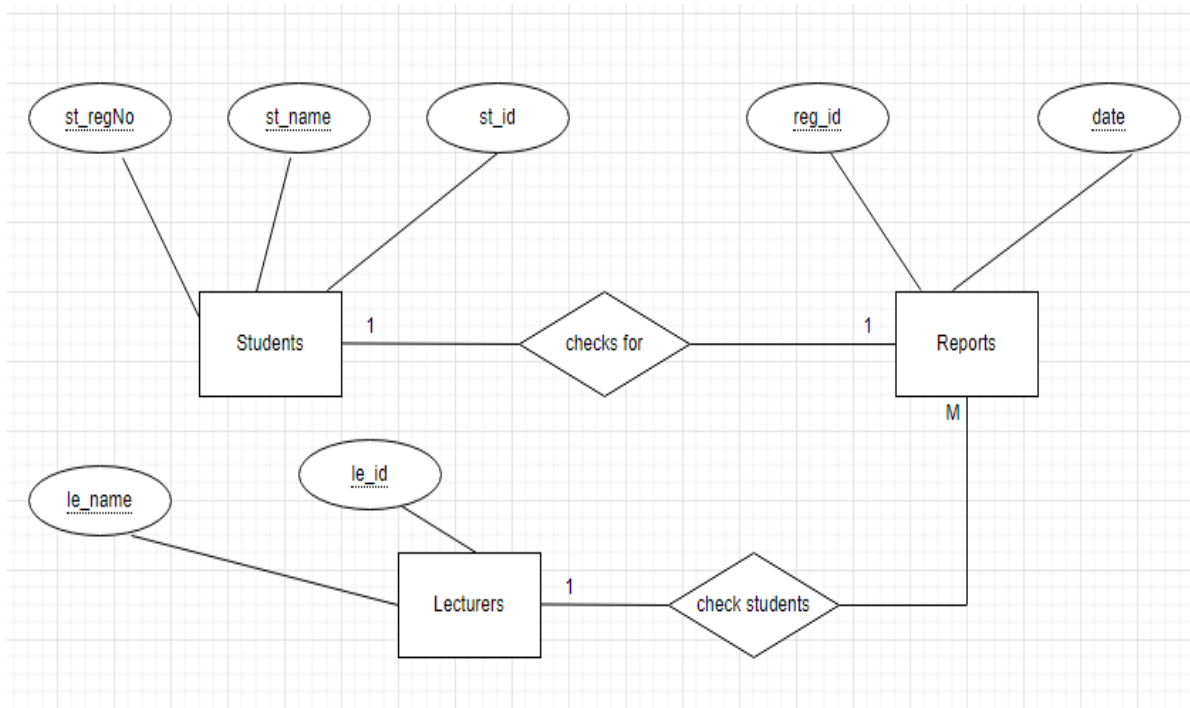 st_regNo
st_name
st_id
reg_id
date
Students
1
checks for
1
Reports
M
le_name
le_id
Lecturers
1
check students